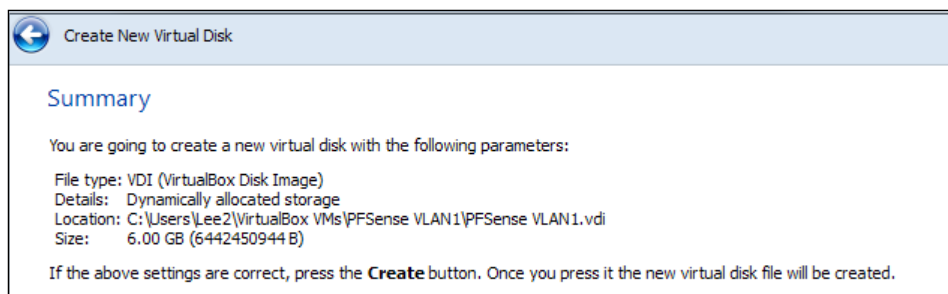 Create New Virtual Disk
Summary
You are going to create a new virtual disk with the following parameters:
File type: VDI (VirtualBox Disk Image)
Details: Dynamically allocated storage
Location: C:\Users\Lee2\VirtualBox VMs\PFSense VLAN1\PFSense VLAN1.vdi
Size: 6.00 GB (6442450944 B)
If the above settings are correct, press the Create button. Once you press it the new virtual disk file will be created.